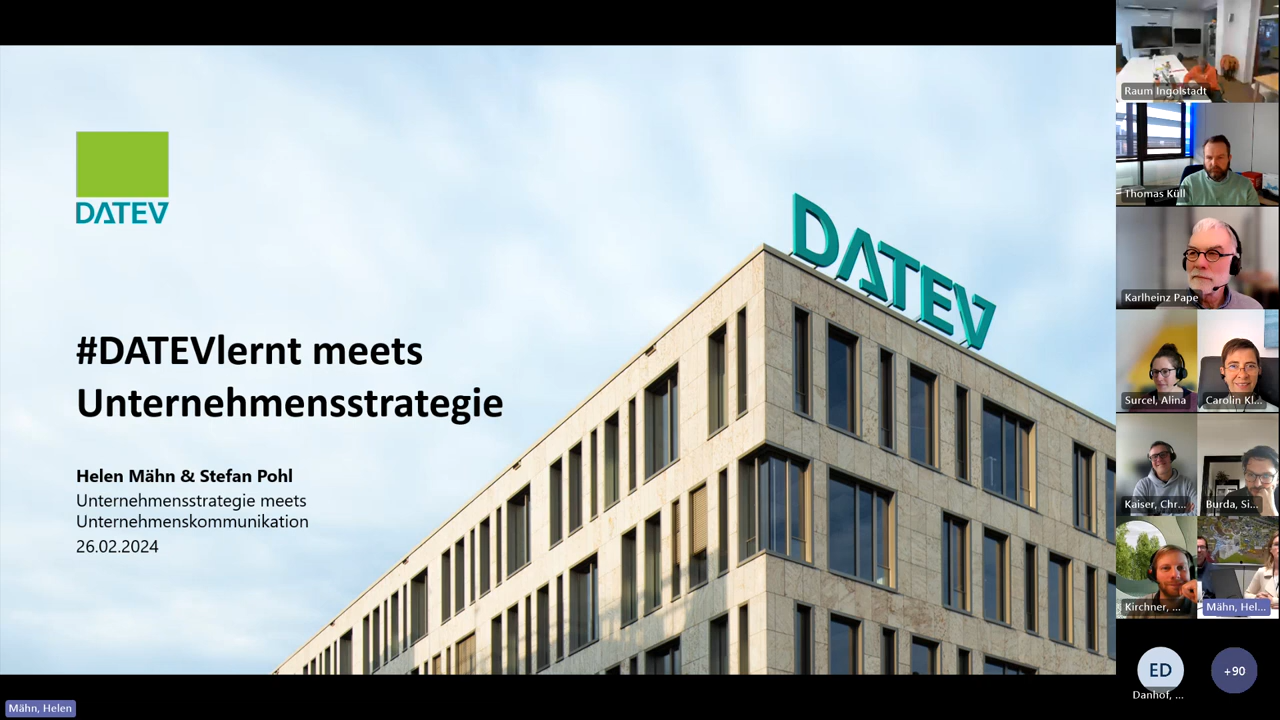 DATEV
DATEV
#DATEVlernt meets
Unternehmensstrategie
Helen Mähn & Stefan Pohl
Unternehmensstrategie meets
Unternehmenskommunikation
26.02.2024
Mähn, Helen
Raum Ingolstadt
Thomas Küll
Karlheinz Pape
Surcel, Alina
Carolin Kl...
Kaiser, Chr...
Burda, Si...
Kirchner, ...
Mähn, Hel...
ED
+90
Danhof, ...